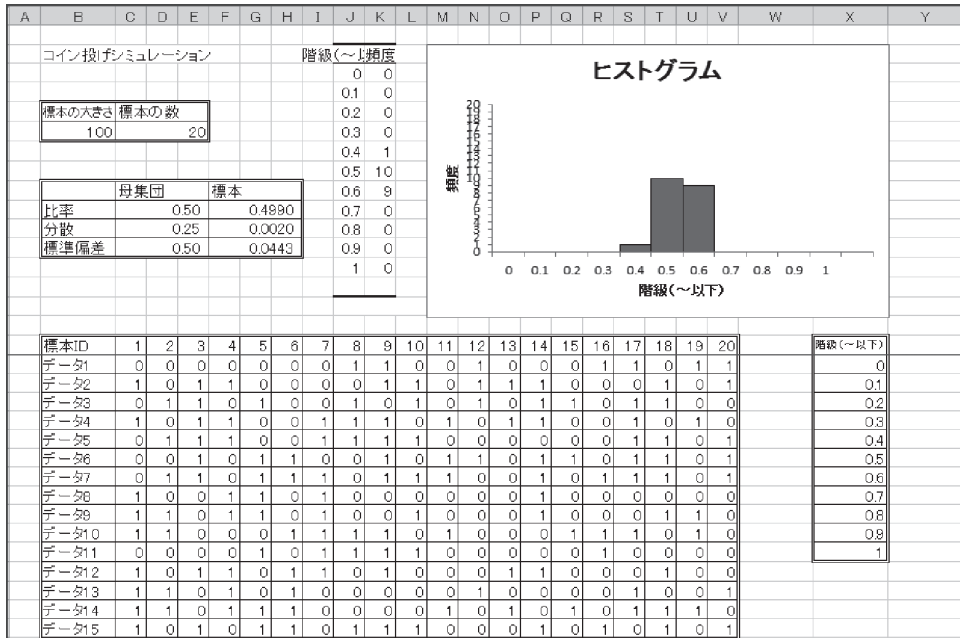 A B C D E F G H I J K L M N O P Q R S T U V W X Y
コイン投げシミュレーション 階級(~以 頻度
0 0
0.1 0
標本の大きさ 標本の数 0.2 0
100 20 0.3 0
0.4 1
0.5 10
母集団 標本 0.6 9
比率 0.50 0.4990 0.7 0
分散 0.25 0.0020 0.8 0
標準偏差 0.50 0.0443 0.9 0
1 0
ヒストグラム
頻度
0 0.1 0.2 0.3 0.4 0.5 0.6 0.7 0.8 0.9 1
階級(~以下)
標本ID 1 2 3 4 5 6 7 8 9 10 11 12 13 14 15 16 17 18 19 20 階級(~以下)
データ1 0 0 0 0 0 0 0 1 1 0 0 1 0 0 0 1 1 0 1 1 0
データ2 1 0 1 1 0 0 0 0 1 1 0 1 1 1 0 0 0 1 0 1 0.1
データ3 0 1 1 0 1 0 0 1 0 1 0 1 0 1 1 0 1 1 0 0 0.2
データ4 1 0 1 1 0 0 1 1 1 0 1 0 1 1 0 0 1 0 1 0 0.3
データ5 0 1 1 1 0 0 1 1 1 1 0 0 0 0 0 0 1 1 0 1 0.4
データ6 0 0 1 0 1 1 0 0 1 0 1 1 0 1 1 0 1 1 0 0 0.5
データ7 0 1 1 0 1 1 1 0 1 1 1 0 0 1 0 1 1 1 0 1 0.6
データ8 1 0 0 1 1 0 1 0 0 0 0 0 0 1 0 0 0 0 0 0 0.7
データ9 1 1 0 1 1 0 1 0 0 1 0 0 0 1 0 0 1 1 1 0 0.8
データ10 1 1 0 0 0 1 1 1 1 0 1 0 0 0 1 1 1 0 1 0 0.9
データ11 0 0 0 0 1 0 1 1 1 1 0 0 0 0 0 1 0 0 0 0 1
データ12 1 0 1 1 0 1 1 0 1 0 0 0 1 1 0 0 0 1 0 0
データ13 1 1 0 1 0 1 0 0 0 0 0 1 0 0 0 0 1 0 0 1
データ14 1 1 0 1 1 1 0 0 0 0 1 0 1 0 1 0 1 1 1 0
データ15 1 0 1 0 1 1 0 1 1 1 0 0 0 1 0 1 0 1 0 1